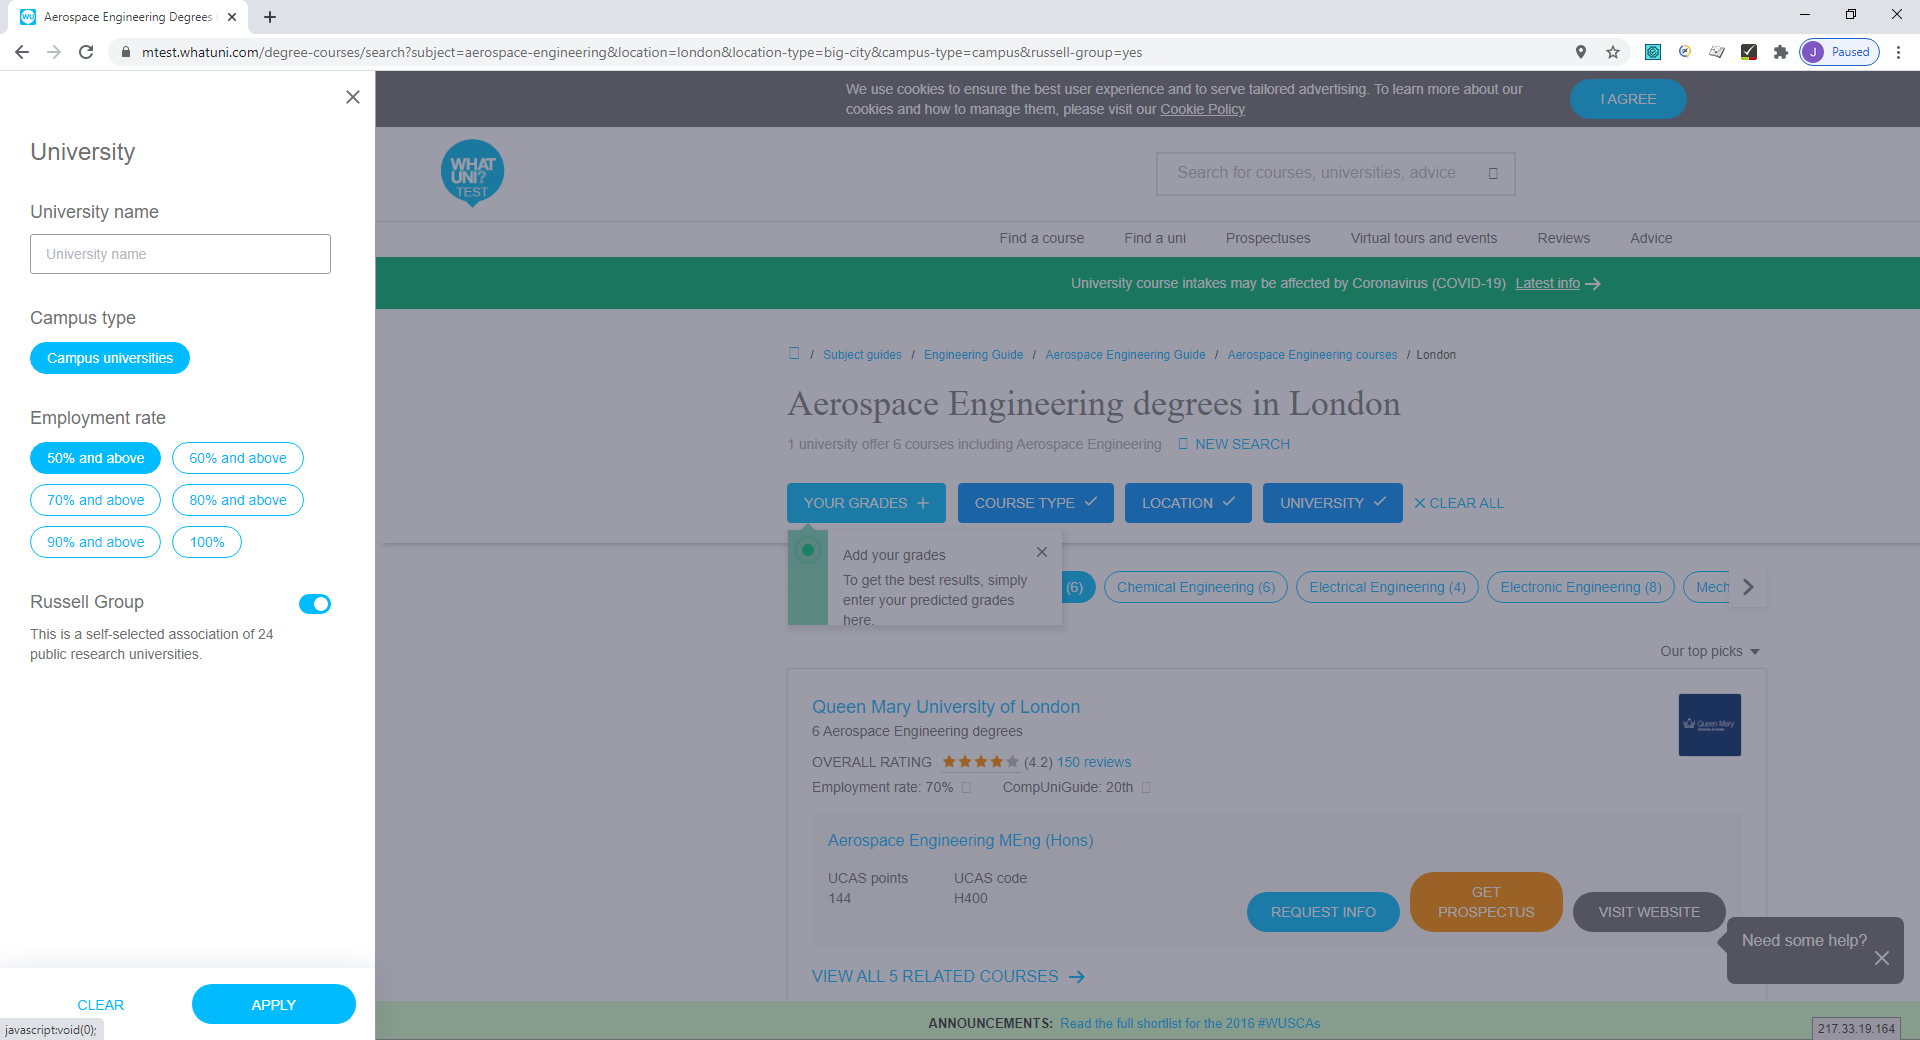 Aerospace Engineering Degrees
mtest.whatuni.com/degree-courses/search?subject=aerospace-engineering&location=london&location-type=big-city&campus-type=campus&russell-group=yes
J Paused
University
University name
University name
Campus type
Campus universities
Employment rate
50% and above 60% and above
70% and above 80% and above
90% and above 100%
Russell Group
This is a self-selected association of 24
public research universities.
CLEAR APPLY
javascript:void(0);
We use cookies to ensure the best user experience and to serve tailored advertising. To learn more about our
cookies and how to manage them, please visit our Cookie Policy
I AGREE
WHAT
UNI?
TEST
Search for courses, universities, advice
Find a course Find a uni Prospectuses Virtual tours and events Reviews Advice
University course intakes may be affected by Coronavirus (COVID-19) Latest info
/ Subject guides / Engineering Guide / Aerospace Engineering Guide / Aerospace Engineering courses / London
Aerospace Engineering degrees in London
1 university offer 6 courses including Aerospace Engineering NEW SEARCH
YOUR GRADES COURSE TYPE LOCATION UNIVERSITY CLEAR ALL
Add your grades
To get the best results, simply
enter your predicted grades
here.
(6) Chemical Engineering (6) Electrical Engineering (4) Electronic Engineering (8) Mech
Our top picks
Queen Mary University of London
6 Aerospace Engineering degrees
OVERALL RATING (4.2) 150 reviews
Employment rate: 70% CompUniGuide: 20th
Queen Mary
Aerospace Engineering MEng (Hons)
UCAS points UCAS code
144 H400
REQUEST INFO GET PROSPECTUS VISIT WEBSITE
Need some help?
VIEW ALL 5 RELATED COURSES
ANNOUNCEMENTS: Read the full shortlist for the 2016 #WUSCAs
217.33.19.164